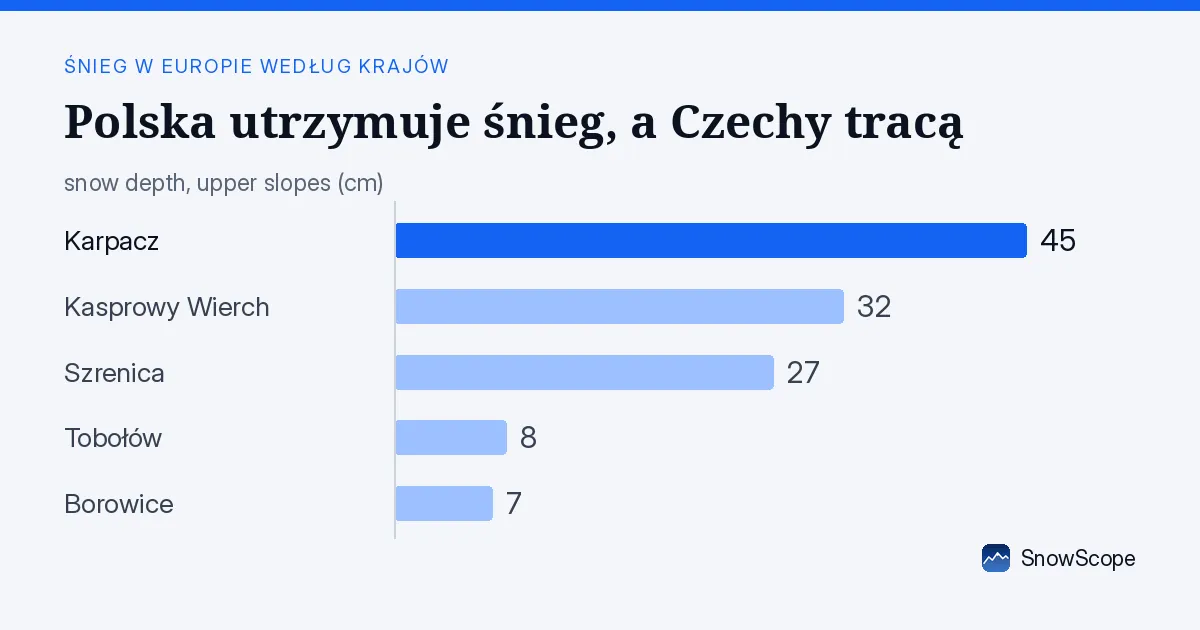 ŚNIEG W EUROPIE WEDŁUG KRAJÓW
Polska utrzymuje śnieg, a Czechy tracą
snow depth, upper slopes (cm)
Karpacz 45
Kasprowy Wierch 32
Szrenica 27
Tobołów 8
Borowice 7
SnowScope